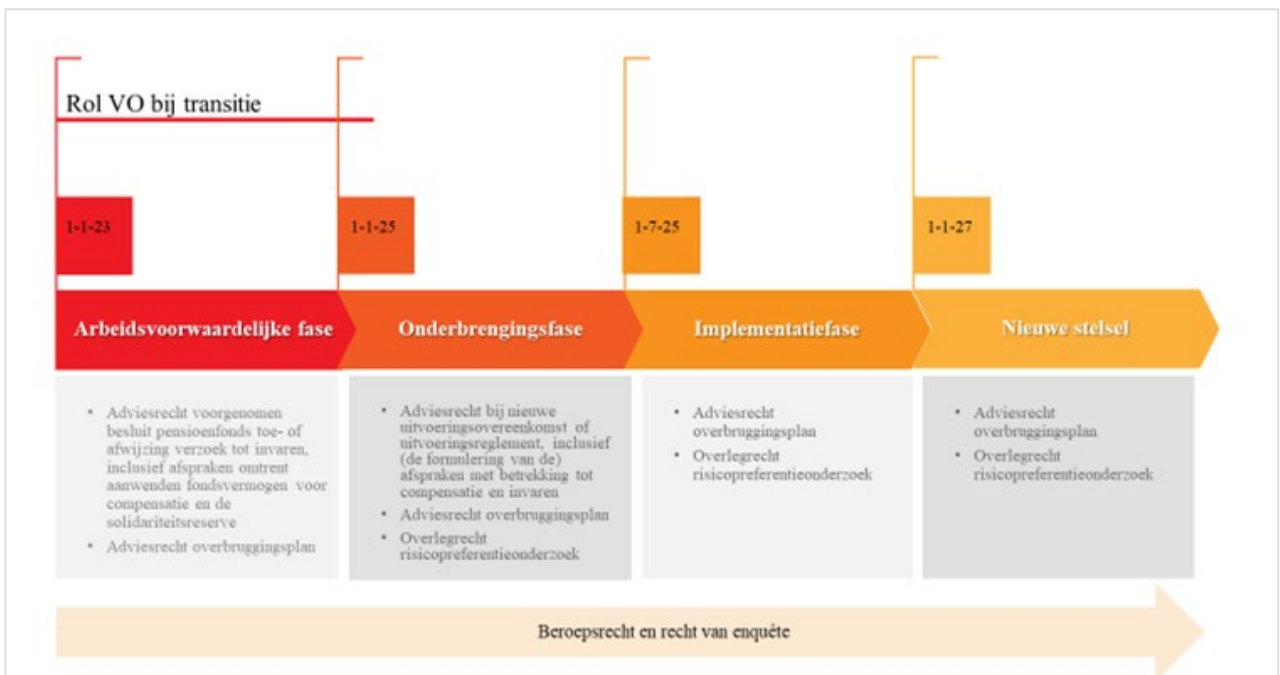 Rol VO bij transitie
1-1-23
1-1-25
1-7-25
1-1-27
Arbeidsvoorwaardelijke fase
Onderbrengingsfase
Implementatiefase
Nieuwe stelsel
• Adviesrecht voorgenomen
besluit pensioenfonds toe- of
afwijzing verzoek tot invaren,
inclusief afspraken omtrent
aanwenden fondsvermogen voor
compensatie en de
solidariteitsreserve
• Adviesrecht overbruggingsplan
• Adviesrecht bij nieuwe
uitvoeringsovereenkomst of
uitvoeringsreglement, inclusief
(de formulering van de)
afspraken met betrekking tot
compensatie en invaren
• Adviesrecht overbruggingsplan
• Overlegrecht
risicopreferentieonderzoek
• Adviesrecht
overbruggingsplan
• Overlegrecht
risicopreferentieonderzoek
• Adviesrecht
overbruggingsplan
• Overlegrecht
risicopreferentieonderzoek
Beroepsrecht en recht van enquête